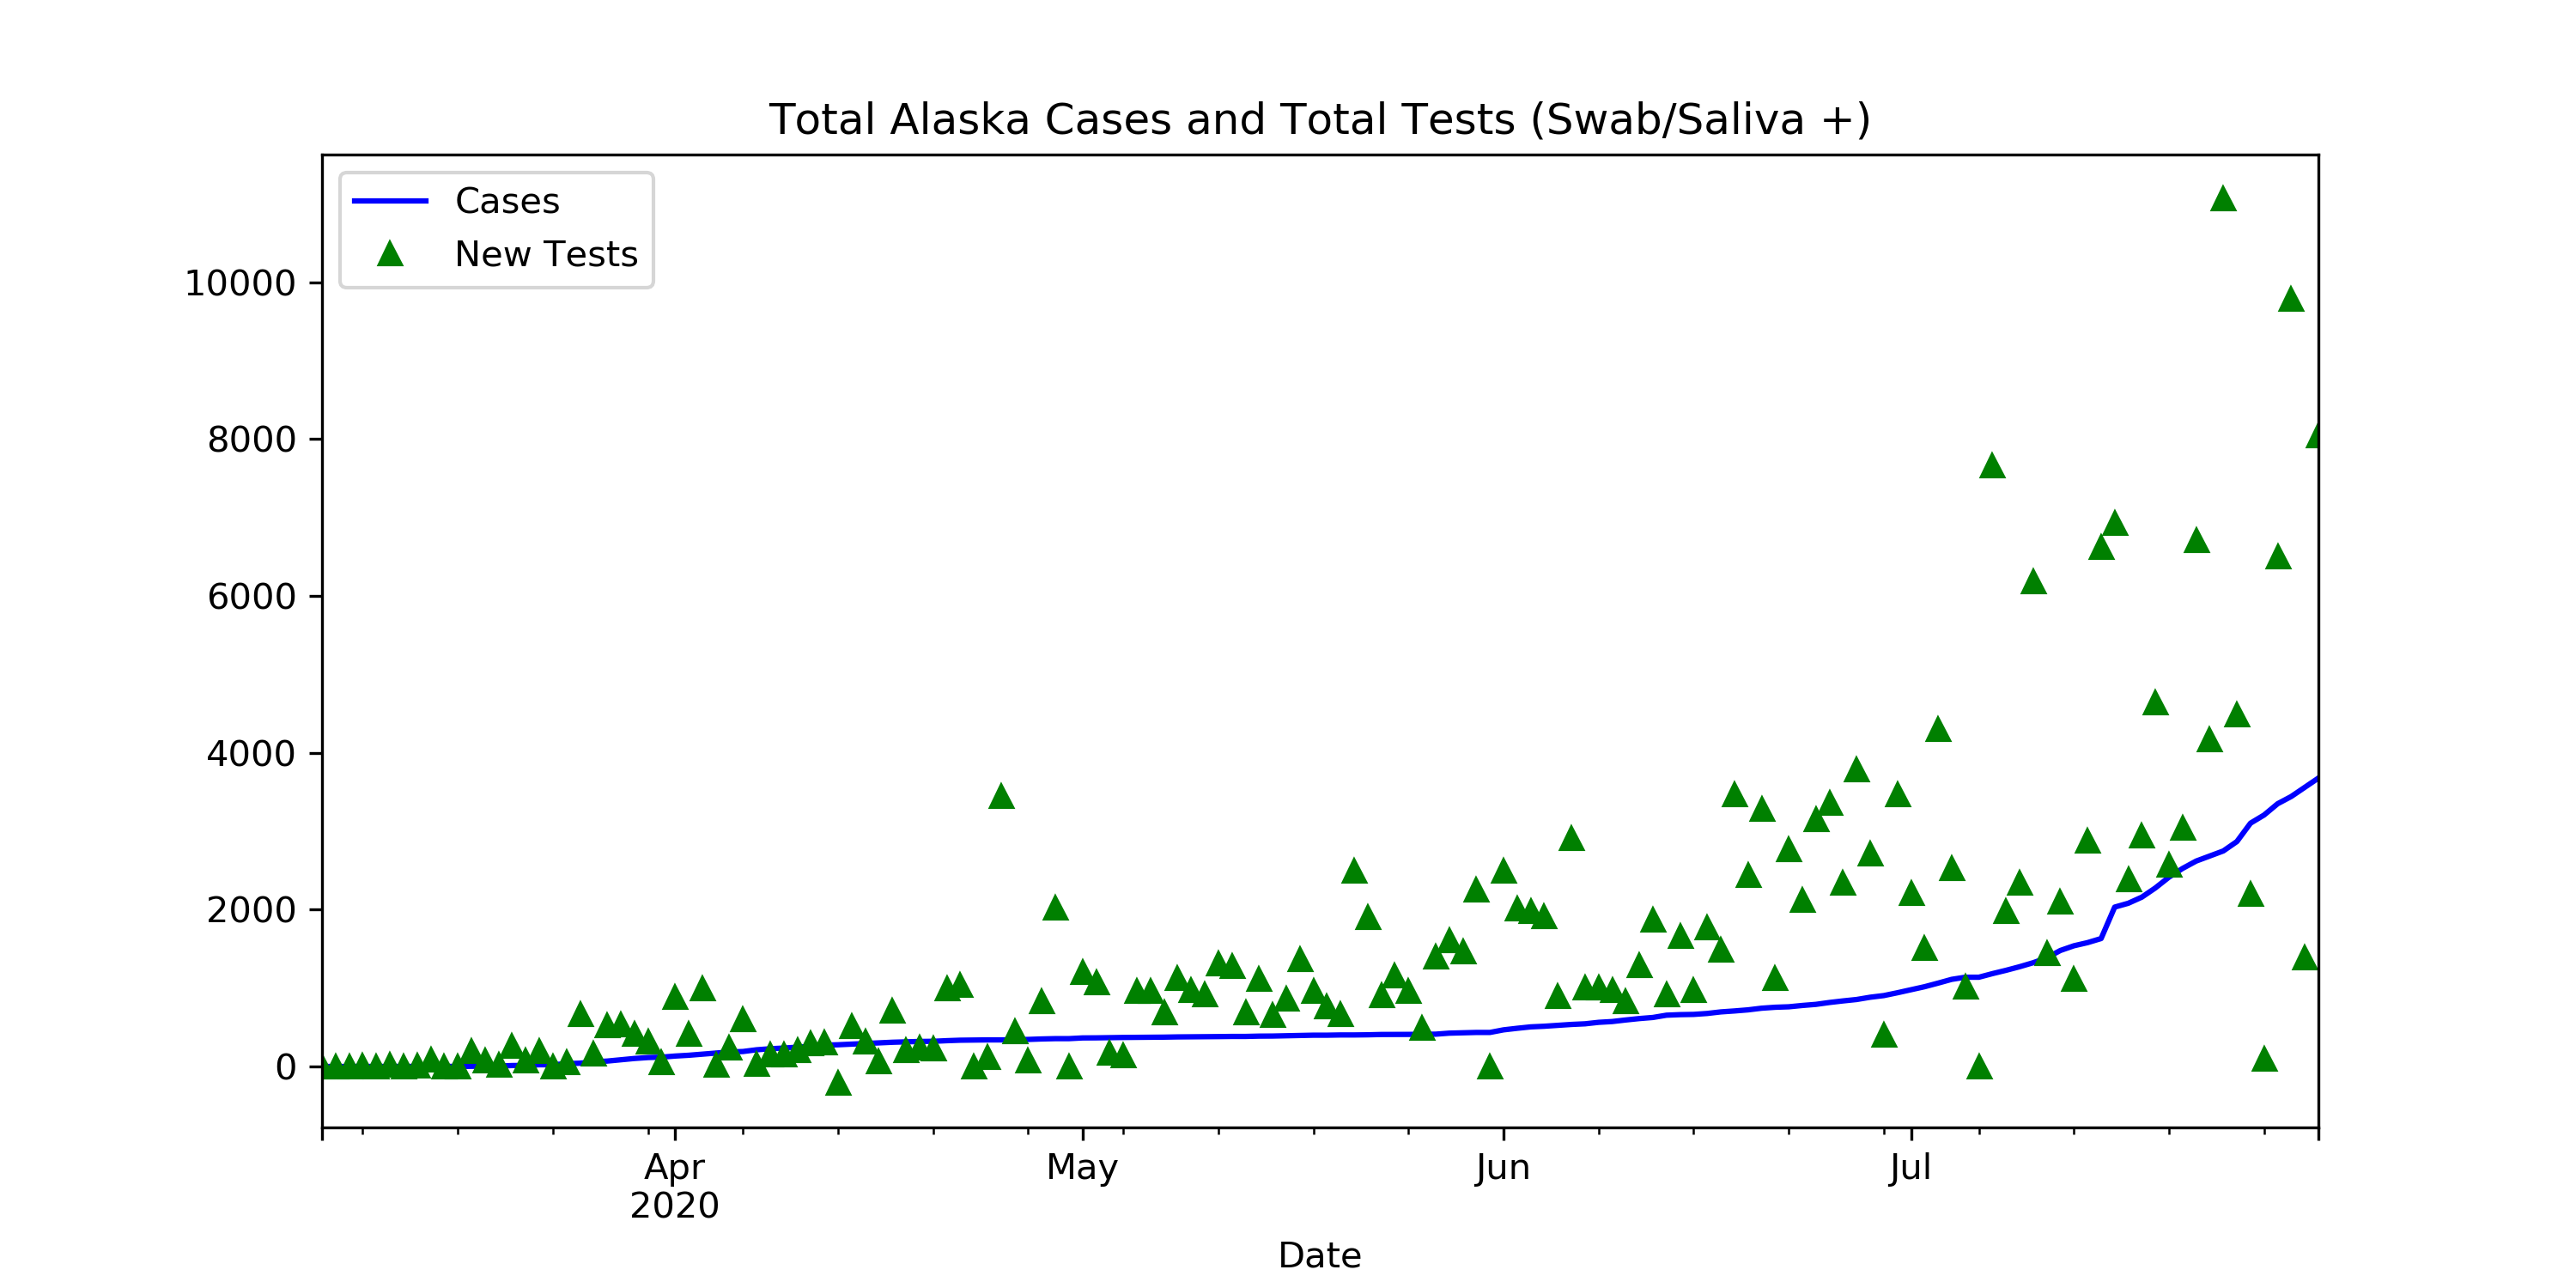 Total Alaska Cases and Total Tests (Swab/Saliva +)
Cases
New Tests
10000
8000
6000
4000
2000
0
Apr
2020
May
Jun
Jul
Date